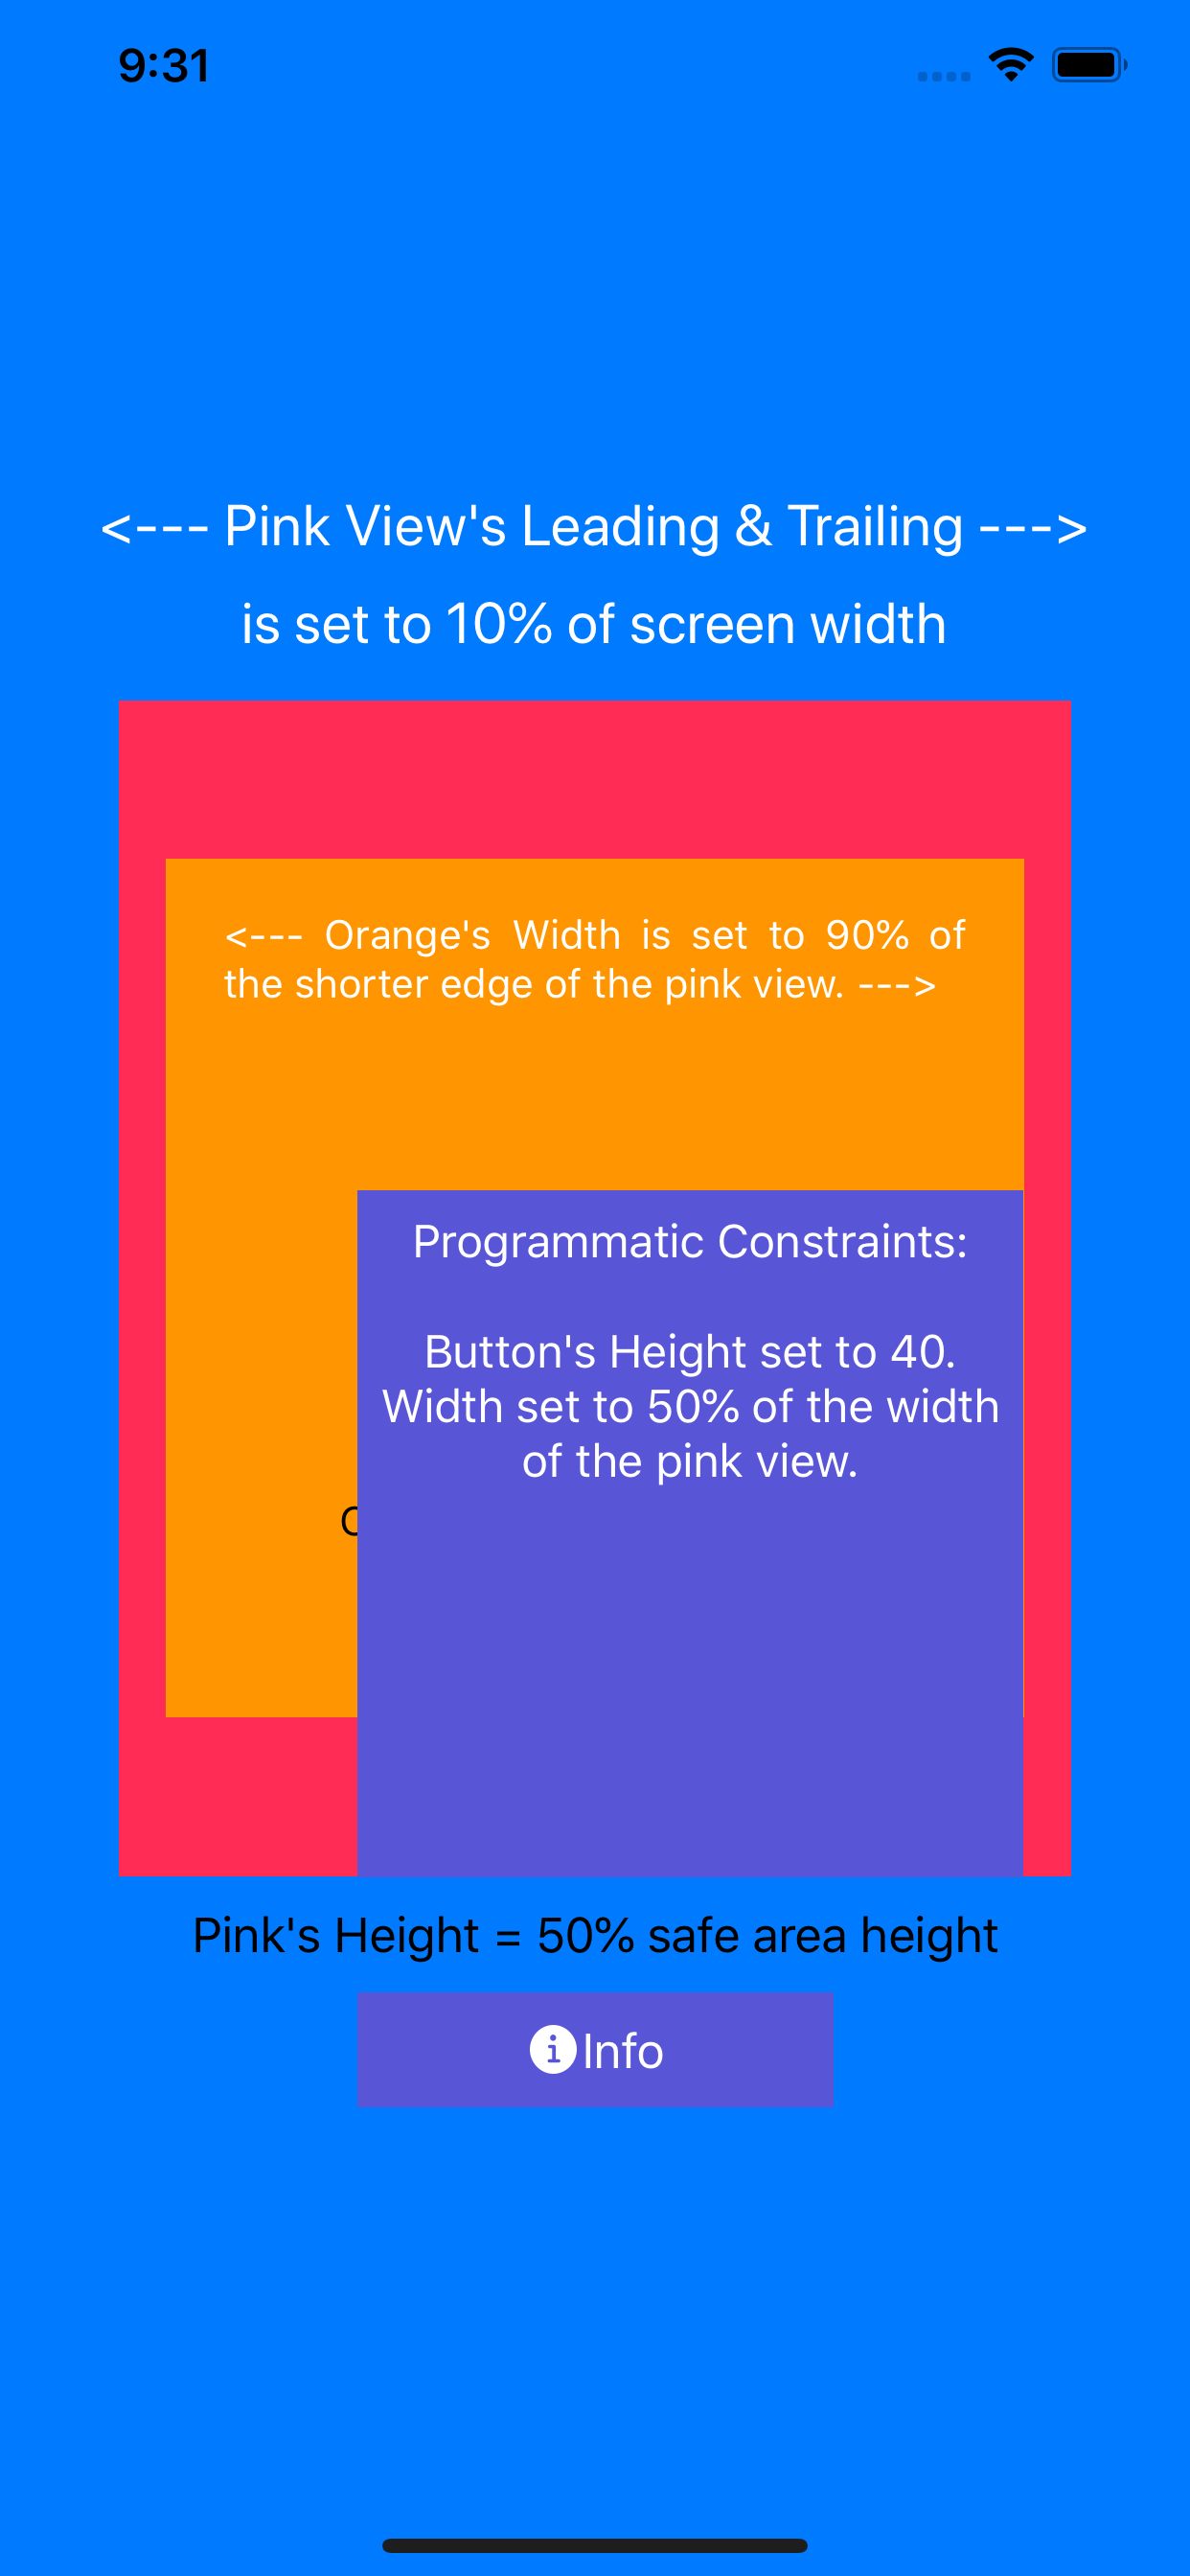 9:31
<--- Pink View's Leading & Trailing --->
is set to 10% of screen width
<--- Orange's Width is set to 90% of
the shorter edge of the pink view. --->
Programmatic Constraints:
Button's Height set to 40.
Width set to 50% of the width
of the pink view.
Pink's Height = 50% safe area height
Info